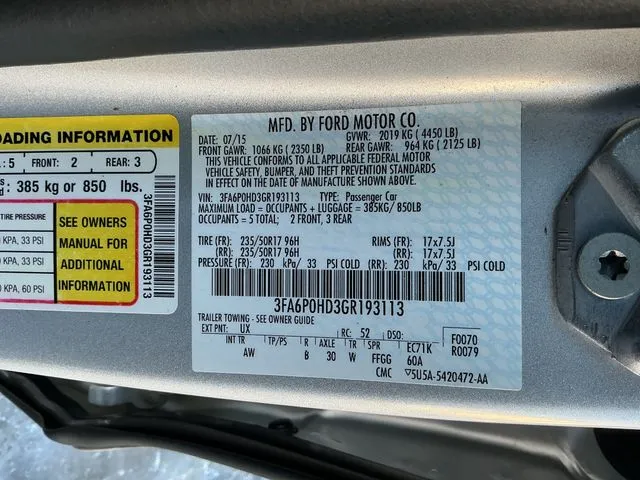 OADING INFORMATION
: 5 FRONT: 2 REAR: 3
: 385 kg or 850 lbs.
TIRE PRESSURE
KPA, 33 PSI
KPA, 33 PSI
KPA, 60 PSI
SEE OWNERS
MANUAL FOR
ADDITIONAL
INFORMATION
3FA6P0HD3GR193113
MFD. BY FORD MOTOR CO.
DATE: 07/15 GVWR: 2019 KG ( 4450 LB)
FRONT GAWR: 1066 KG ( 2350 LB) REAR GAWR: 964 KG ( 2125 LB)
THIS VEHICLE CONFORMS TO ALL APPLICABLE FEDERAL MOTOR
VEHICLE SAFETY, BUMPER, AND THEFT PREVENTION STANDARDS
IN EFFECT ON THE DATE OF MANUFACTURE SHOWN ABOVE.
VIN: 3FA6P0HD3GR193113 TYPE: Passenger Car
MAXIMUM LOAD = OCCUPANTS + LUGGAGE = 385KG/ 850LB
OCCUPANTS = 5 TOTAL; 2 FRONT, 3 REAR
TIRE (FR): 235/50R17 96H RIMS (FR): 17x7.5J
(RR): 235/50R17 96H (RR): 17x7.5J
PRESSURE (FR): 230 kPa/ 33 PSI COLD (RR): 230 kPa/ 33 PSI COLD
3FA6P0HD3GR193113
TRAILER TOWING - SEE OWNER GUIDE
EXT PNT: UX RC: 52 DSO: F0070
INT TR TP/PS R AXLE TR SPR EC71K R0079
AW B 30 W FFGG 60A
CMC ▽5U5A-5420472-AA